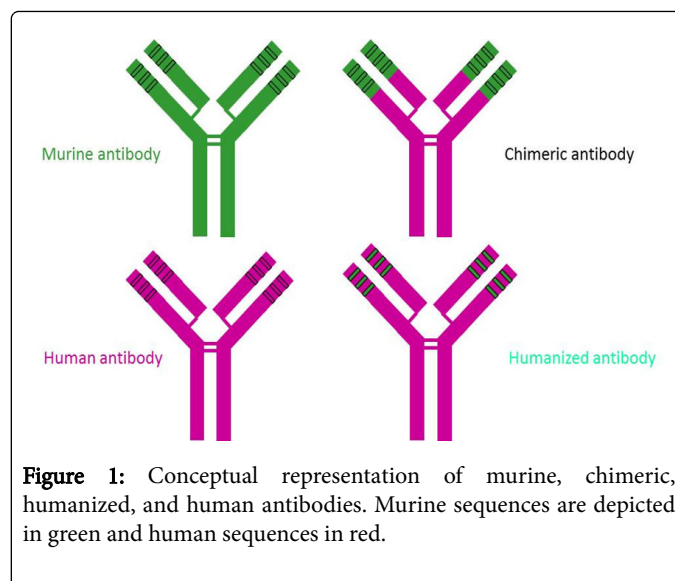 Murine antibody
Chimeric antibody
Human antibody
Humanized antibody
Figure 1: Conceptual representation of murine, chimeric,
humanized, and human antibodies. Murine sequences are depicted
in green and human sequences in red.